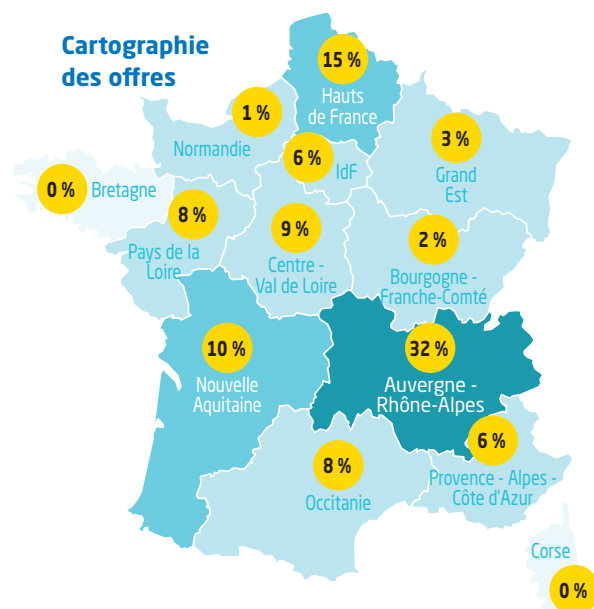 Cartographie
des offres
15 %
Hauts
de France
1 %
Normandie
6 %
IdF
3 %
Grand
Est
0 %
Bretagne
8 %
Pays de la
Loire
9 %
Centre -
Val de Loire
2 %
Bourgogne -
Franche-Comté
10 %
Nouvelle
Aquitaine
32 %
Auvergne -
Rhône-Alpes
6 %
Provence - Alpes -
Côte d'Azur
8 %
Occitanie
Corse
0 %